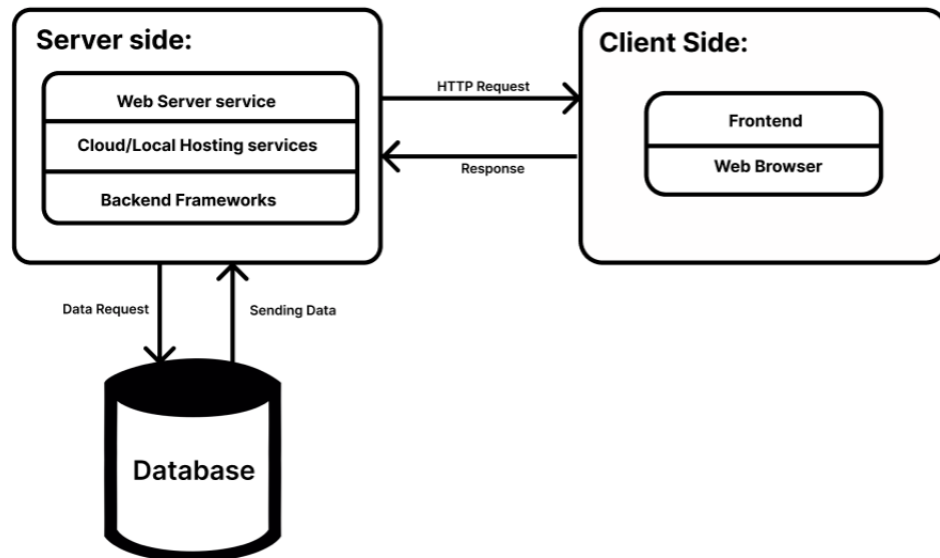 Server side:
Web Server service
Cloud/Local Hosting services
Backend Frameworks
HTTP Request
Response
Client Side:
Frontend
Web Browser
Data Request
Sending Data
Database